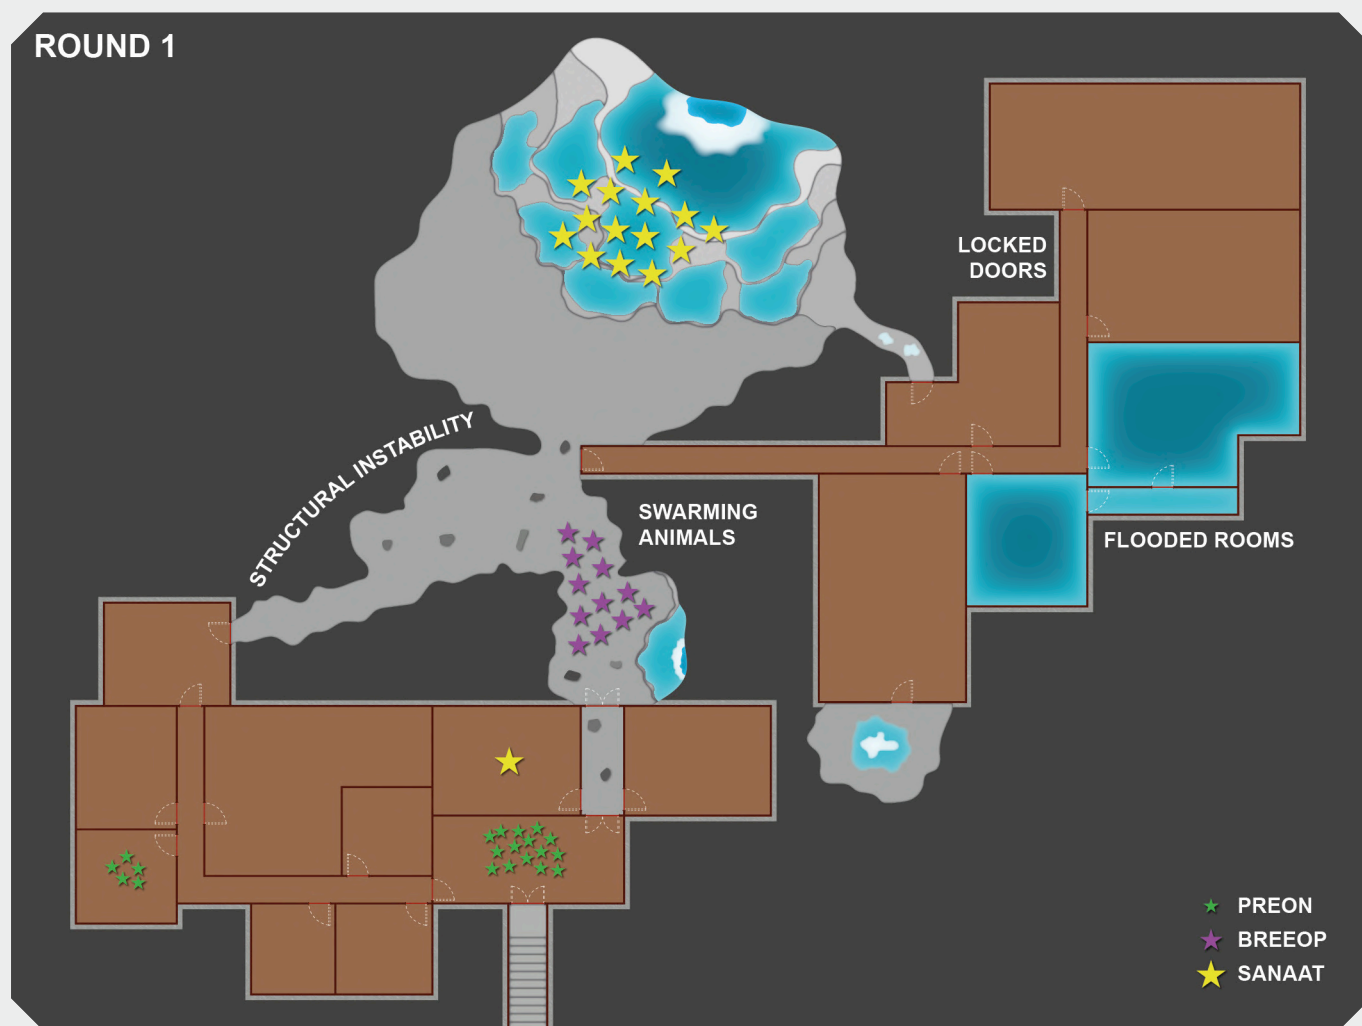 ROUND 1
LOCKED
DOORS
STRUCTURAL INSTABILITY
SWARMING
ANIMALS
FLOODED ROOMS
PREON
BREEOP
SANAAT